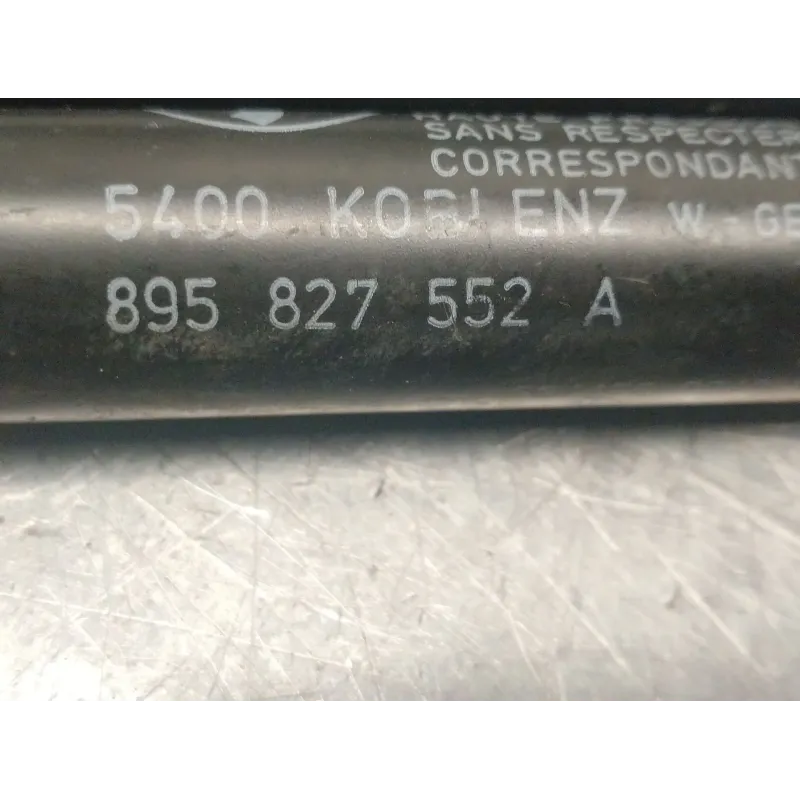 SANS RESPECTER
CORRESPONDANT
5400 KOBLENZ W.-GE
895 827 552 A